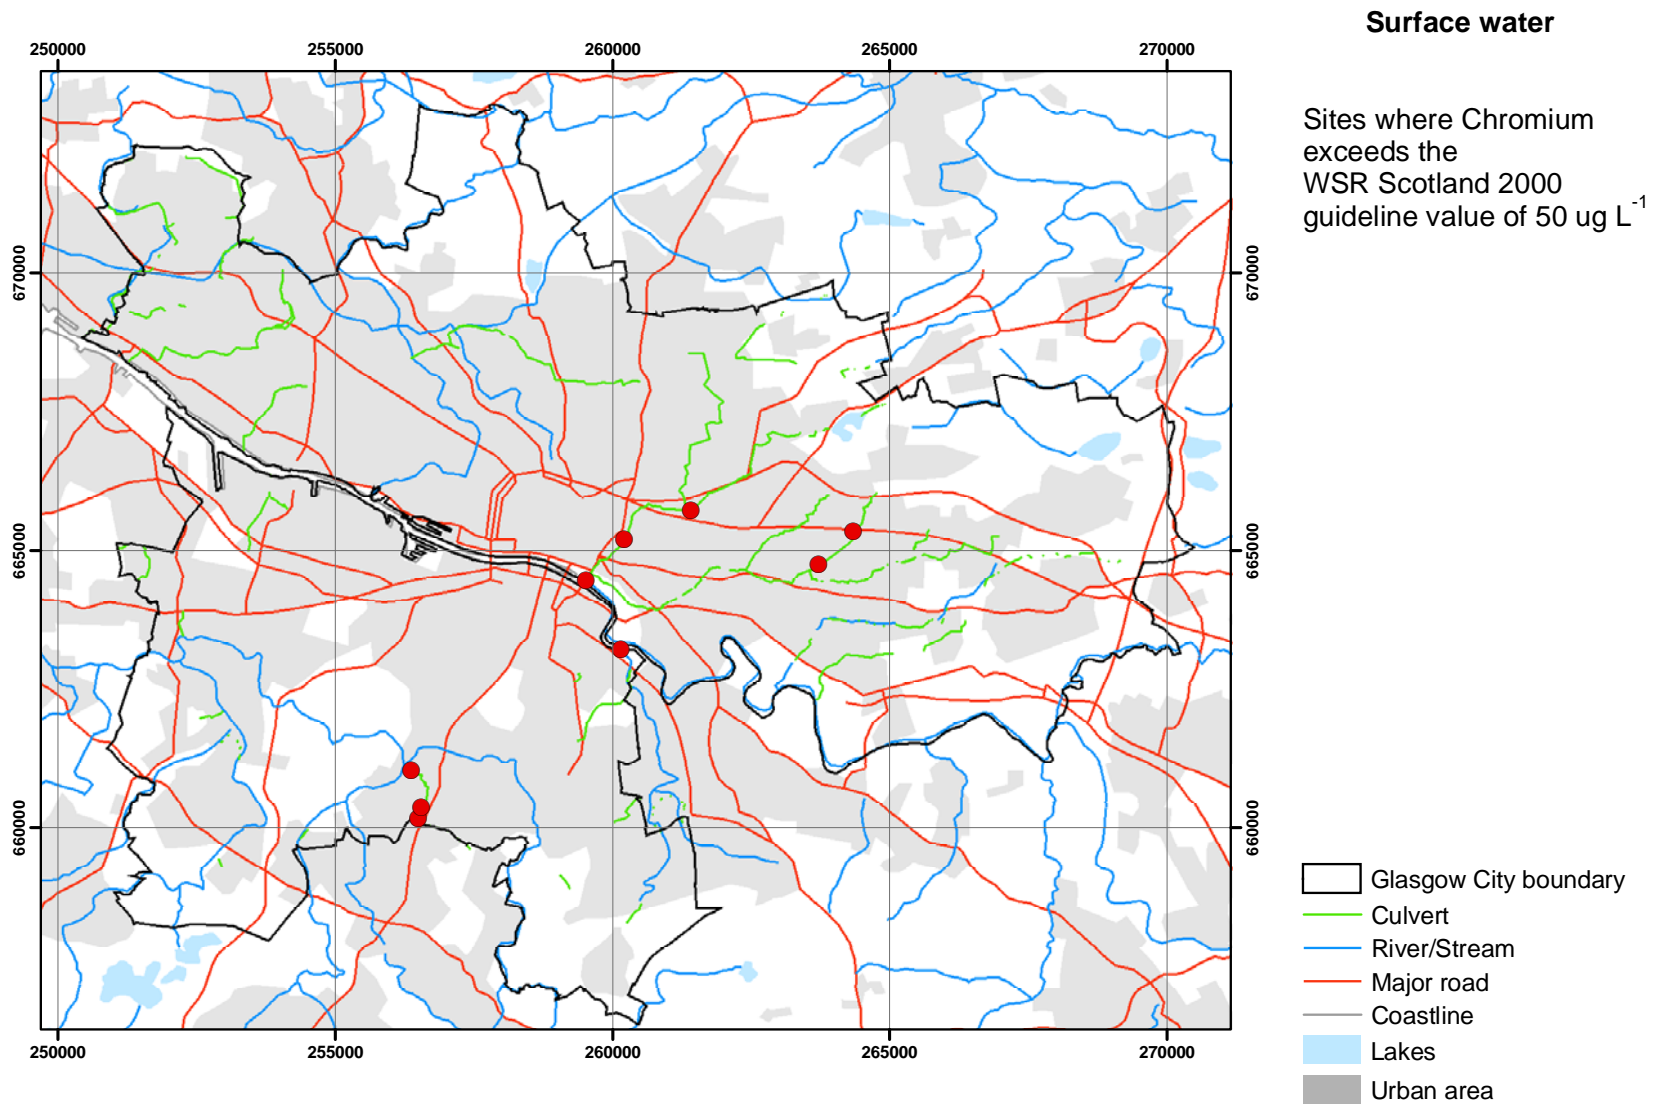 Surface water
250000 255000 260000 265000 270000
Sites where Chromium
exceeds the
WSR Scotland 2000
guideline value of 50 ug L-1
670000 670000
665000 665000
660000 660000
Glasgow City boundary
Culvert
River/Stream
Major road
Coastline
Lakes
Urban area
250000 255000 260000 265000 270000